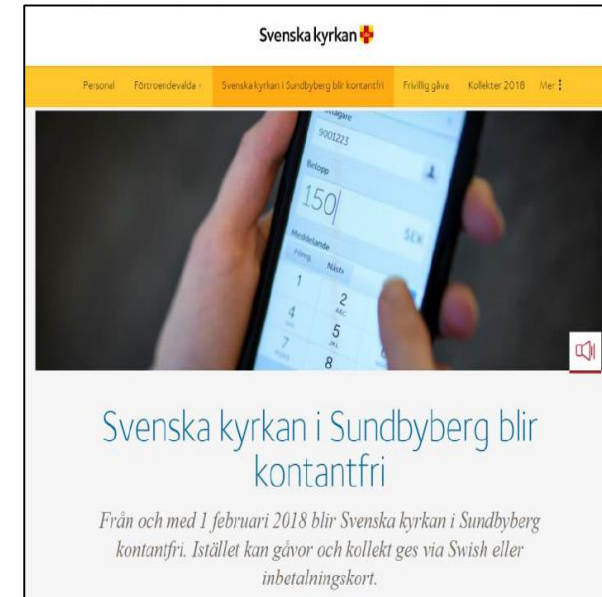 Svenska kyrkan
Personal Förtroendevalda Svenska kyrkan i Sundbyberg blir kontantfri Frivillig gåva Kollekter 2018 Mer
9001223
Belopp
150
SEK
Meddelande
Föreg. Nästa
1 2
ABC
4 5
JKL
7 8
Svenska kyrkan i Sundbyberg blir
kontantfri
Från och med 1 februari 2018 blir Svenska kyrkan i Sundbyberg
kontantfri. Istället kan gåvor och kollekt ges via Swish eller
inbetalningskort.